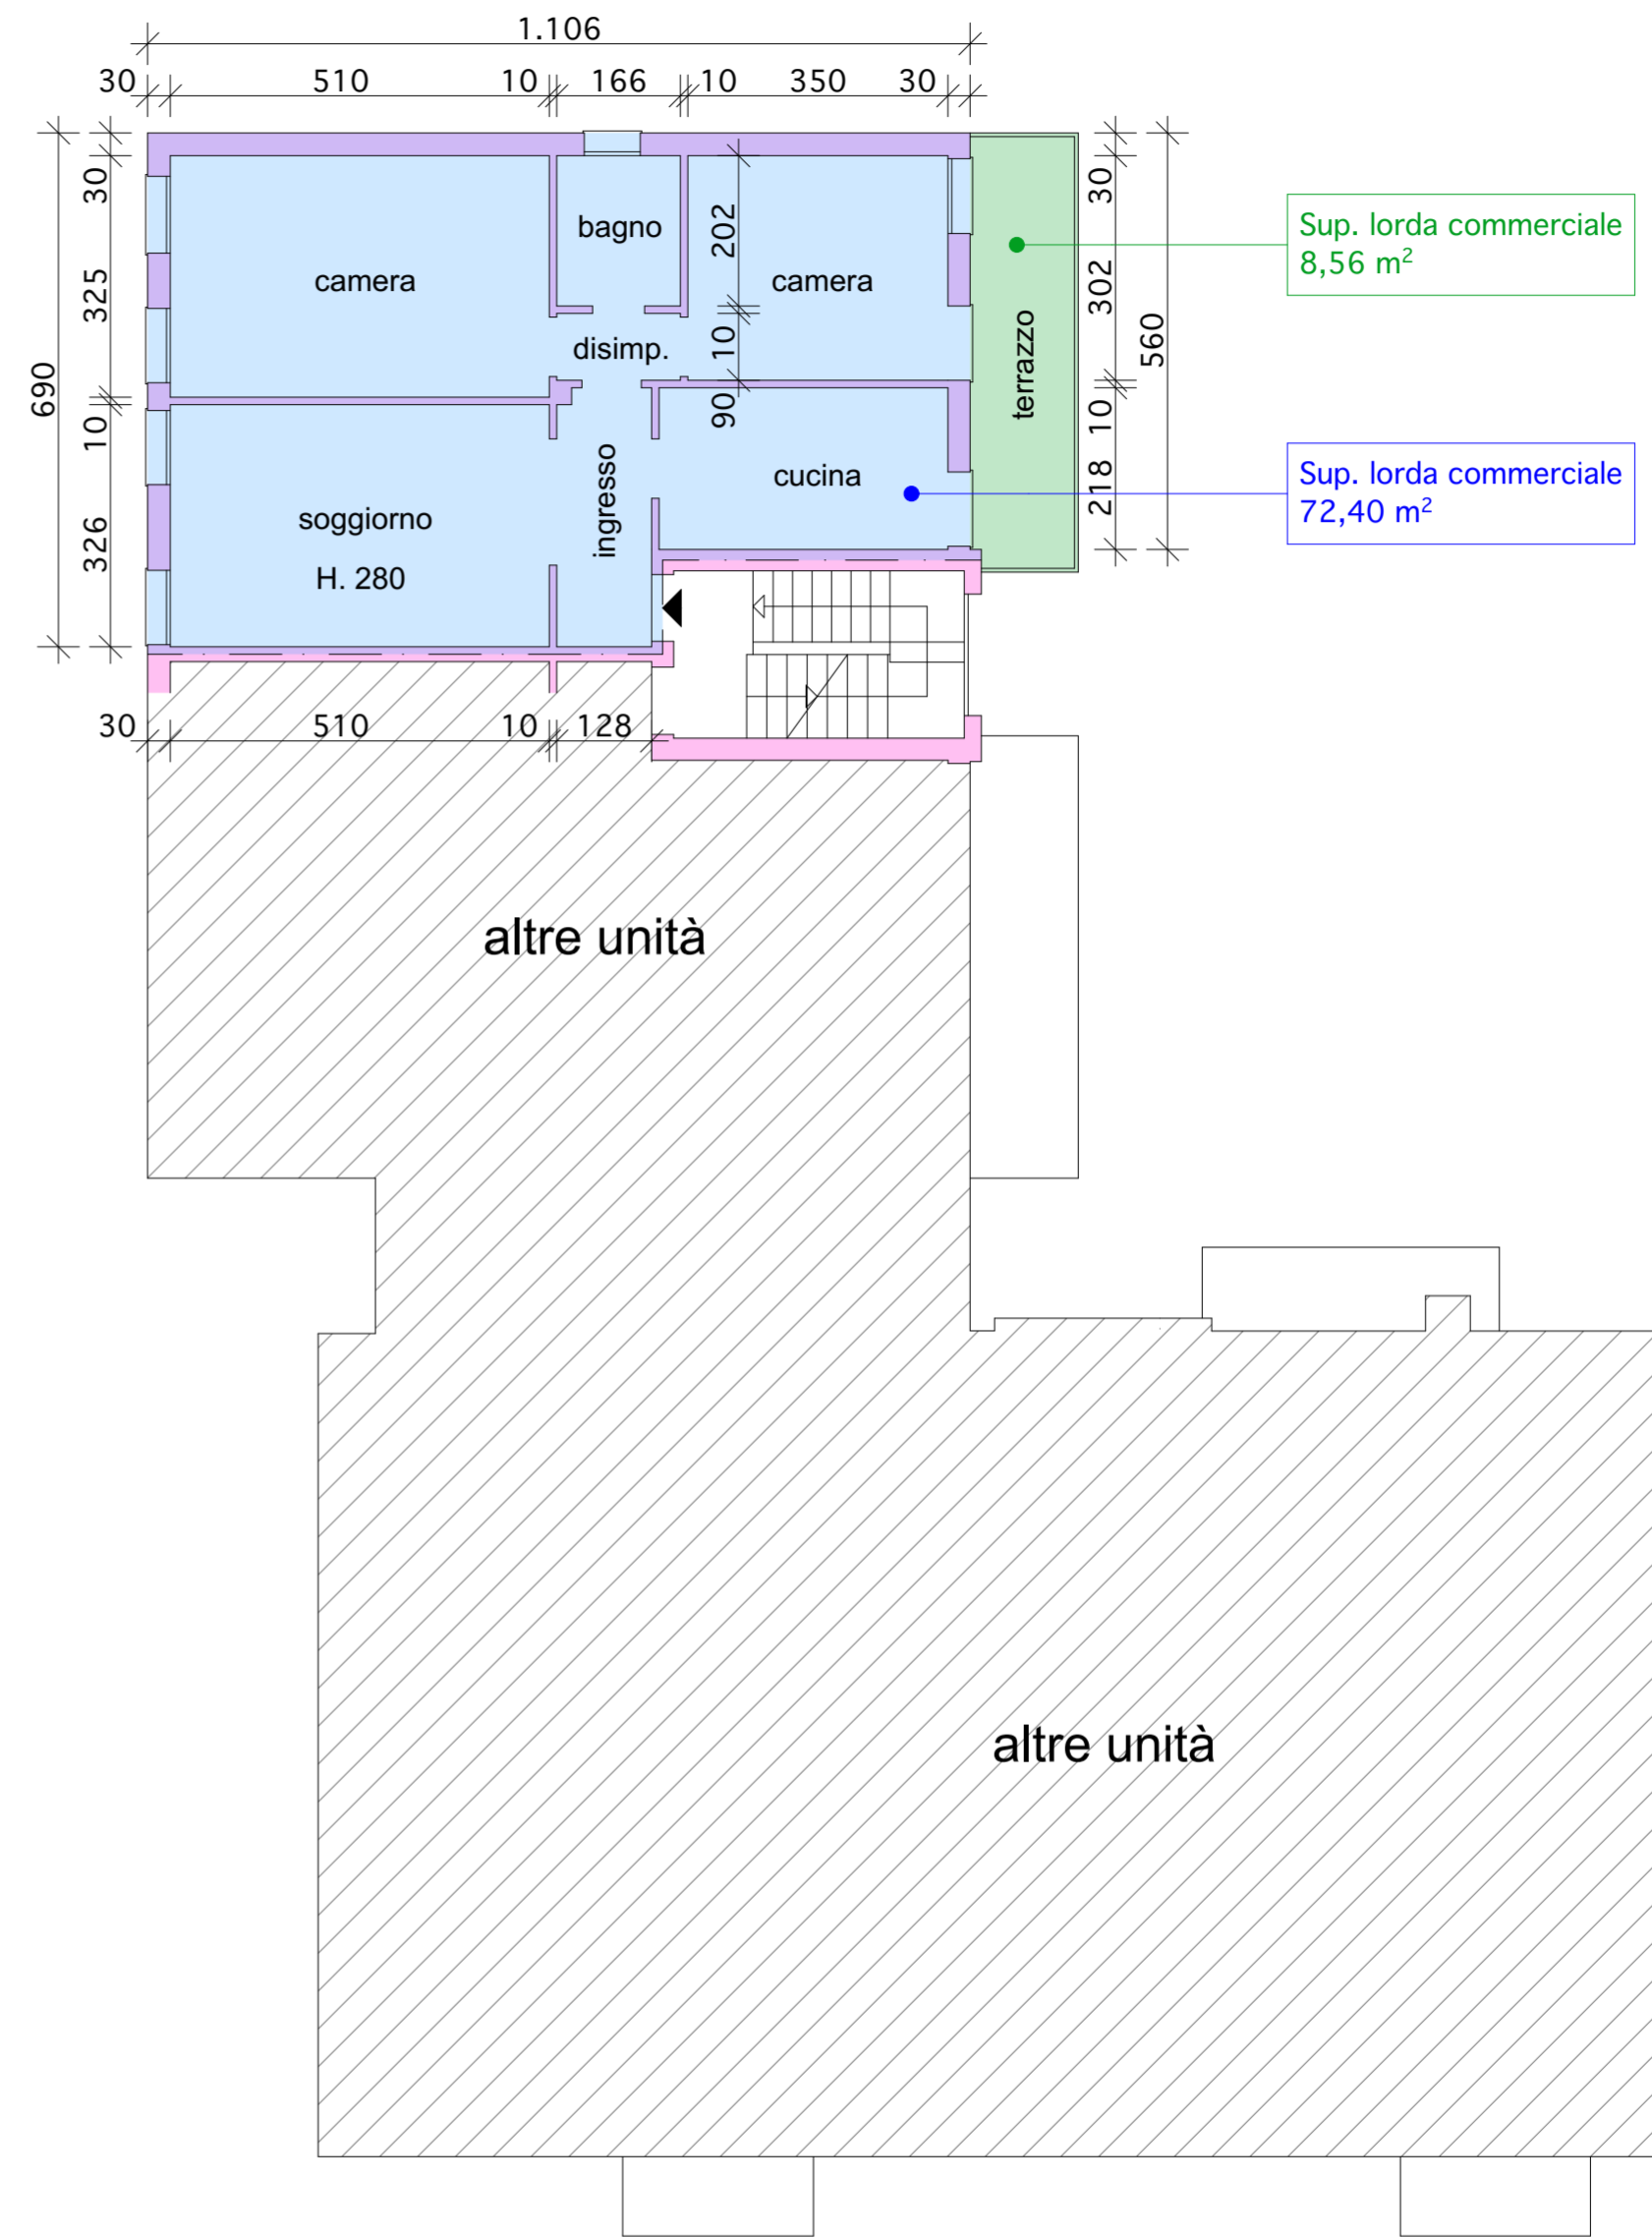 1.106
30 510 10 166 10 350 30
690
30
325
10
326
camera
bagno
202
10
90
camera
disimp.
soggiorno
H. 280
ingresso
cucina
terrazzo
30
302
10
218
560
Sup. lorda commerciale
8,56 m²
Sup. lorda commerciale
72,40 m²
30 510 10 128
altre unità
altre unità